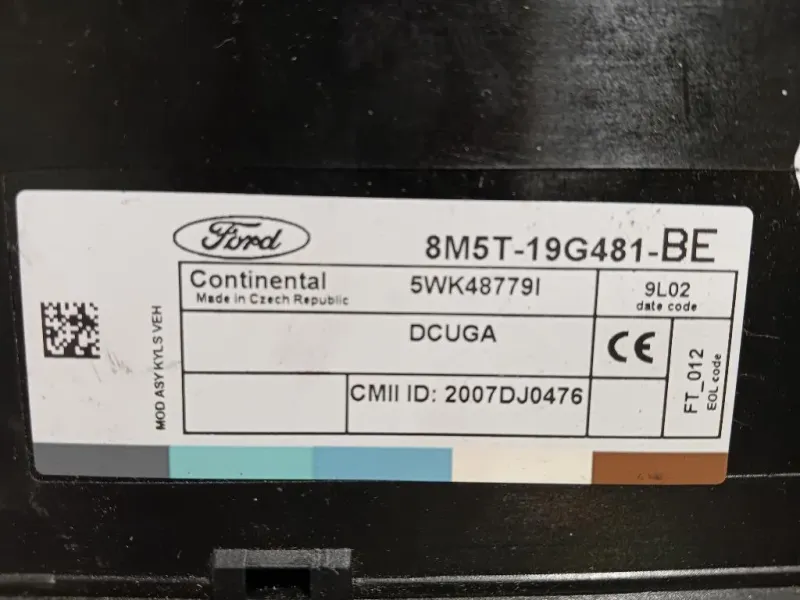 Ford
8M5T-19G481-BE
Continental
Made in Czech Republic
5WK48779I
9L02
date code
DCUGA
CE
CMII ID: 2007DJ0476
FT_012
EOL code
MOD ASY KYLS VEH